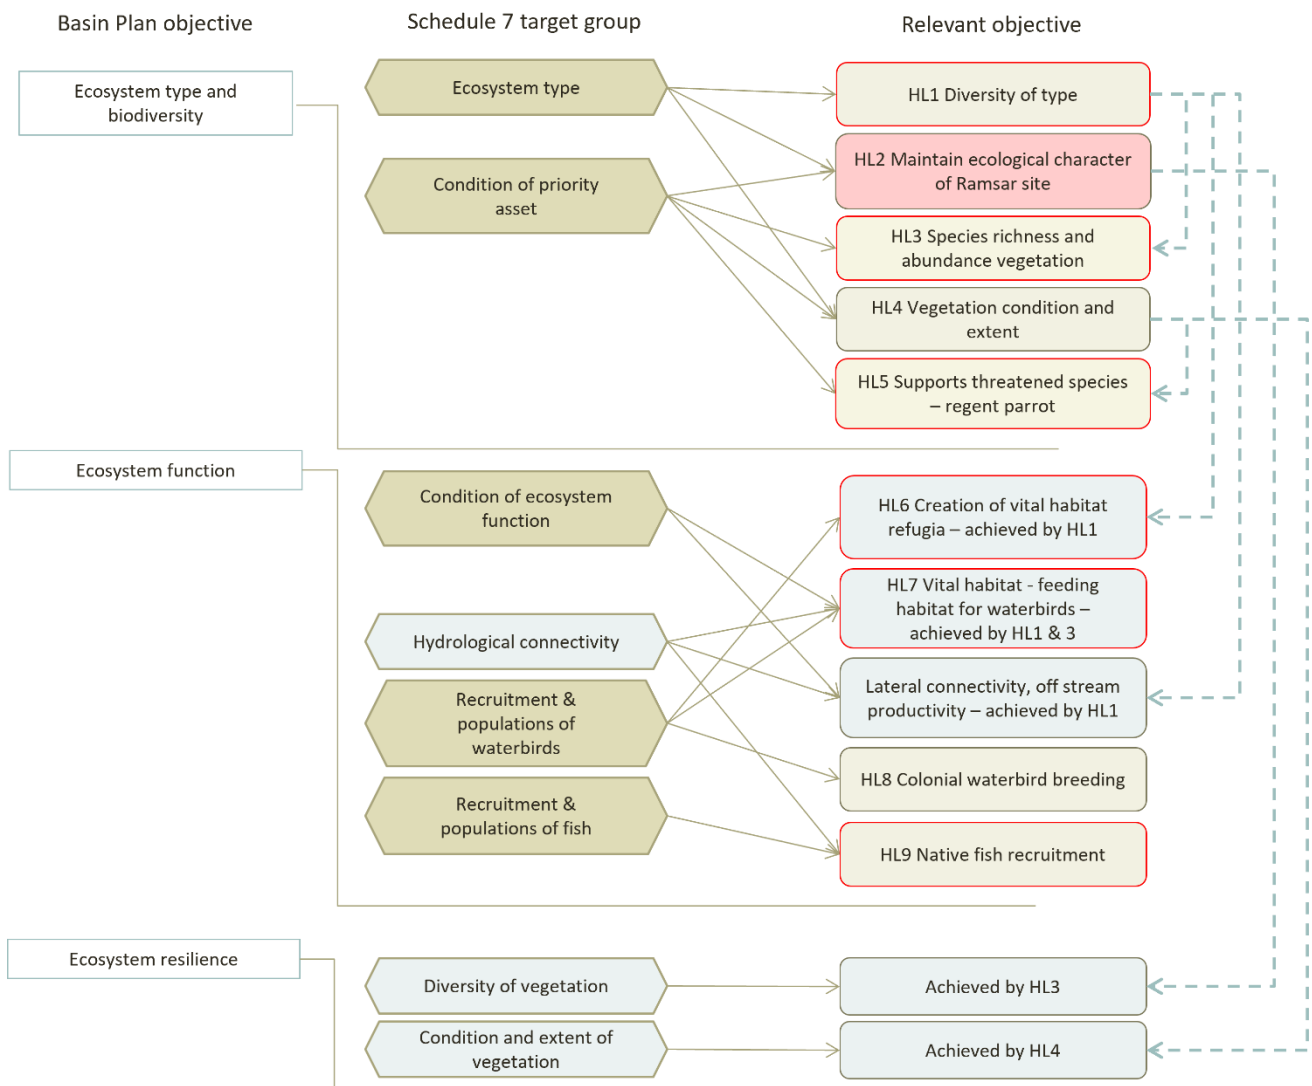 Basin Plan objective
Schedule 7 target group
Relevant objective
Ecosystem type and
biodiversity
Ecosystem type
Condition of priority
asset
HL1 Diversity of type
HL2 Maintain ecological character
of Ramsar site
HL3 Species richness and
abundance vegetation
HL4 Vegetation condition and
extent
HL5 Supports threatened species
– regent parrot
Ecosystem function
Condition of ecosystem
function
Hydrological connectivity
Recruitment &
populations of
waterbirds
Recruitment &
populations of fish
HL6 Creation of vital habitat
refugia – achieved by HL1
HL7 Vital habitat - feeding
habitat for waterbirds –
achieved by HL1 & 3
Lateral connectivity, off stream
productivity – achieved by HL1
HL8 Colonial waterbird breeding
HL9 Native fish recruitment
Ecosystem resilience
Diversity of vegetation
Condition and extent of
vegetation
Achieved by HL3
Achieved by HL4